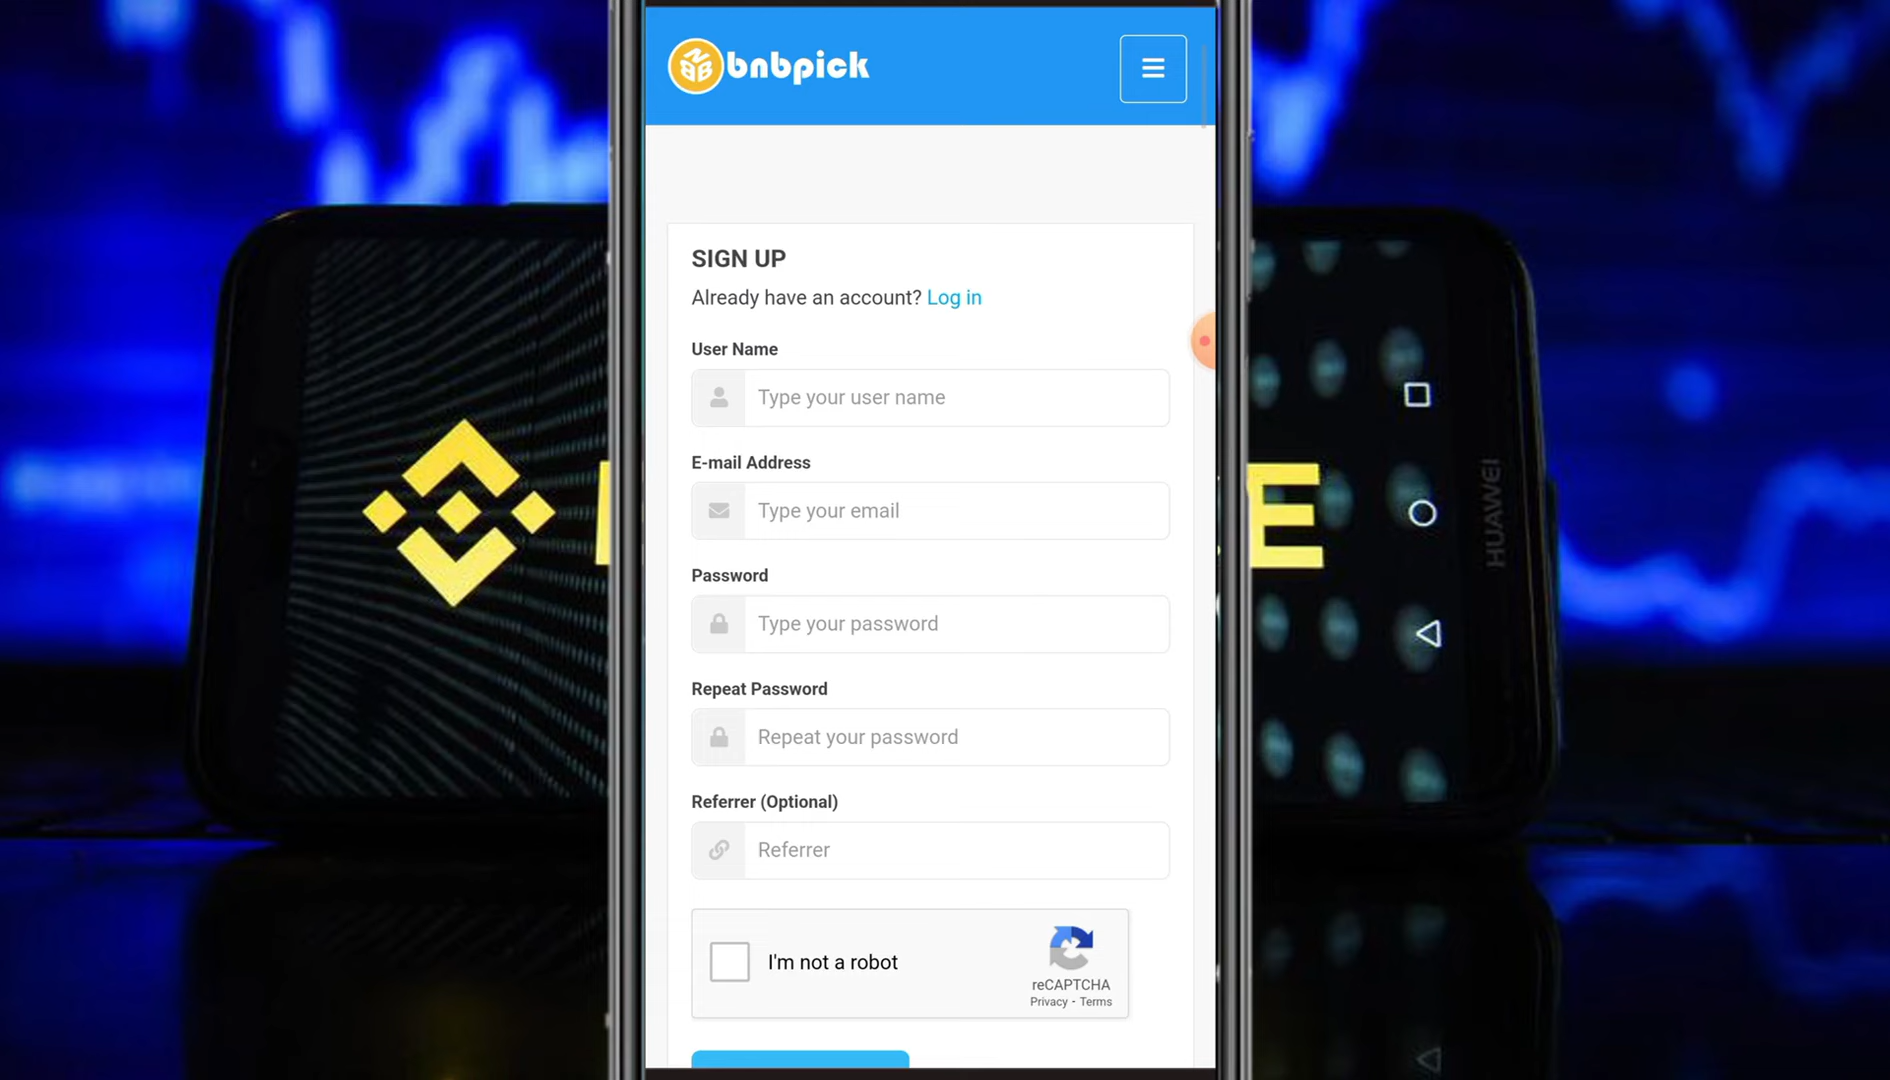 bnbpick
SIGN UP
Already have an account? Log in
User Name
Type your user name
E-mail Address
Type your email
Password
Type your password
Repeat Password
Repeat your password
Referrer (Optional)
Referrer
I'm not a robot
reCAPTCHA
Privacy - Terms
E
HUAWEI